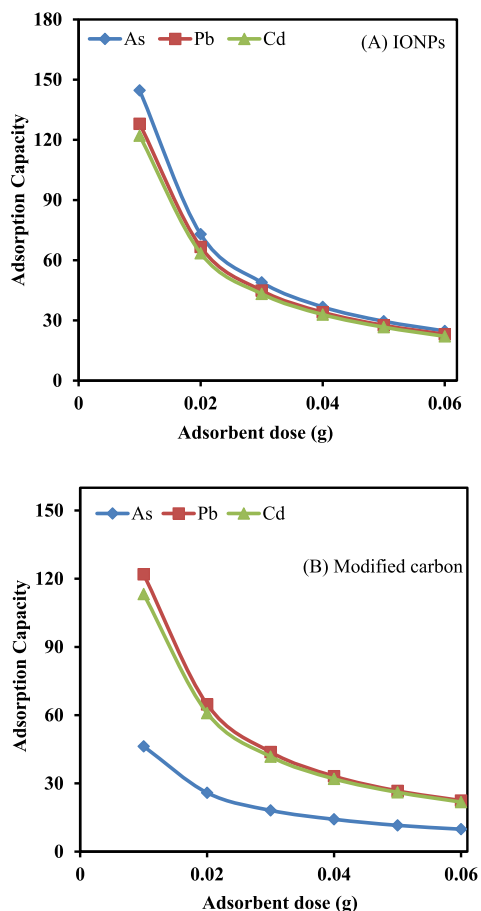 180
As Pb Cd
(A) IONPs
150
120
90
60
30
0
Adsorption Capacity
0 0.02 0.04 0.06
Adsorbent dose (g)
150
As Pb Cd
120
(B) Modified carbon
90
60
30
0
Adsorption Capacity
0 0.02 0.04 0.06
Adsorbent dose (g)